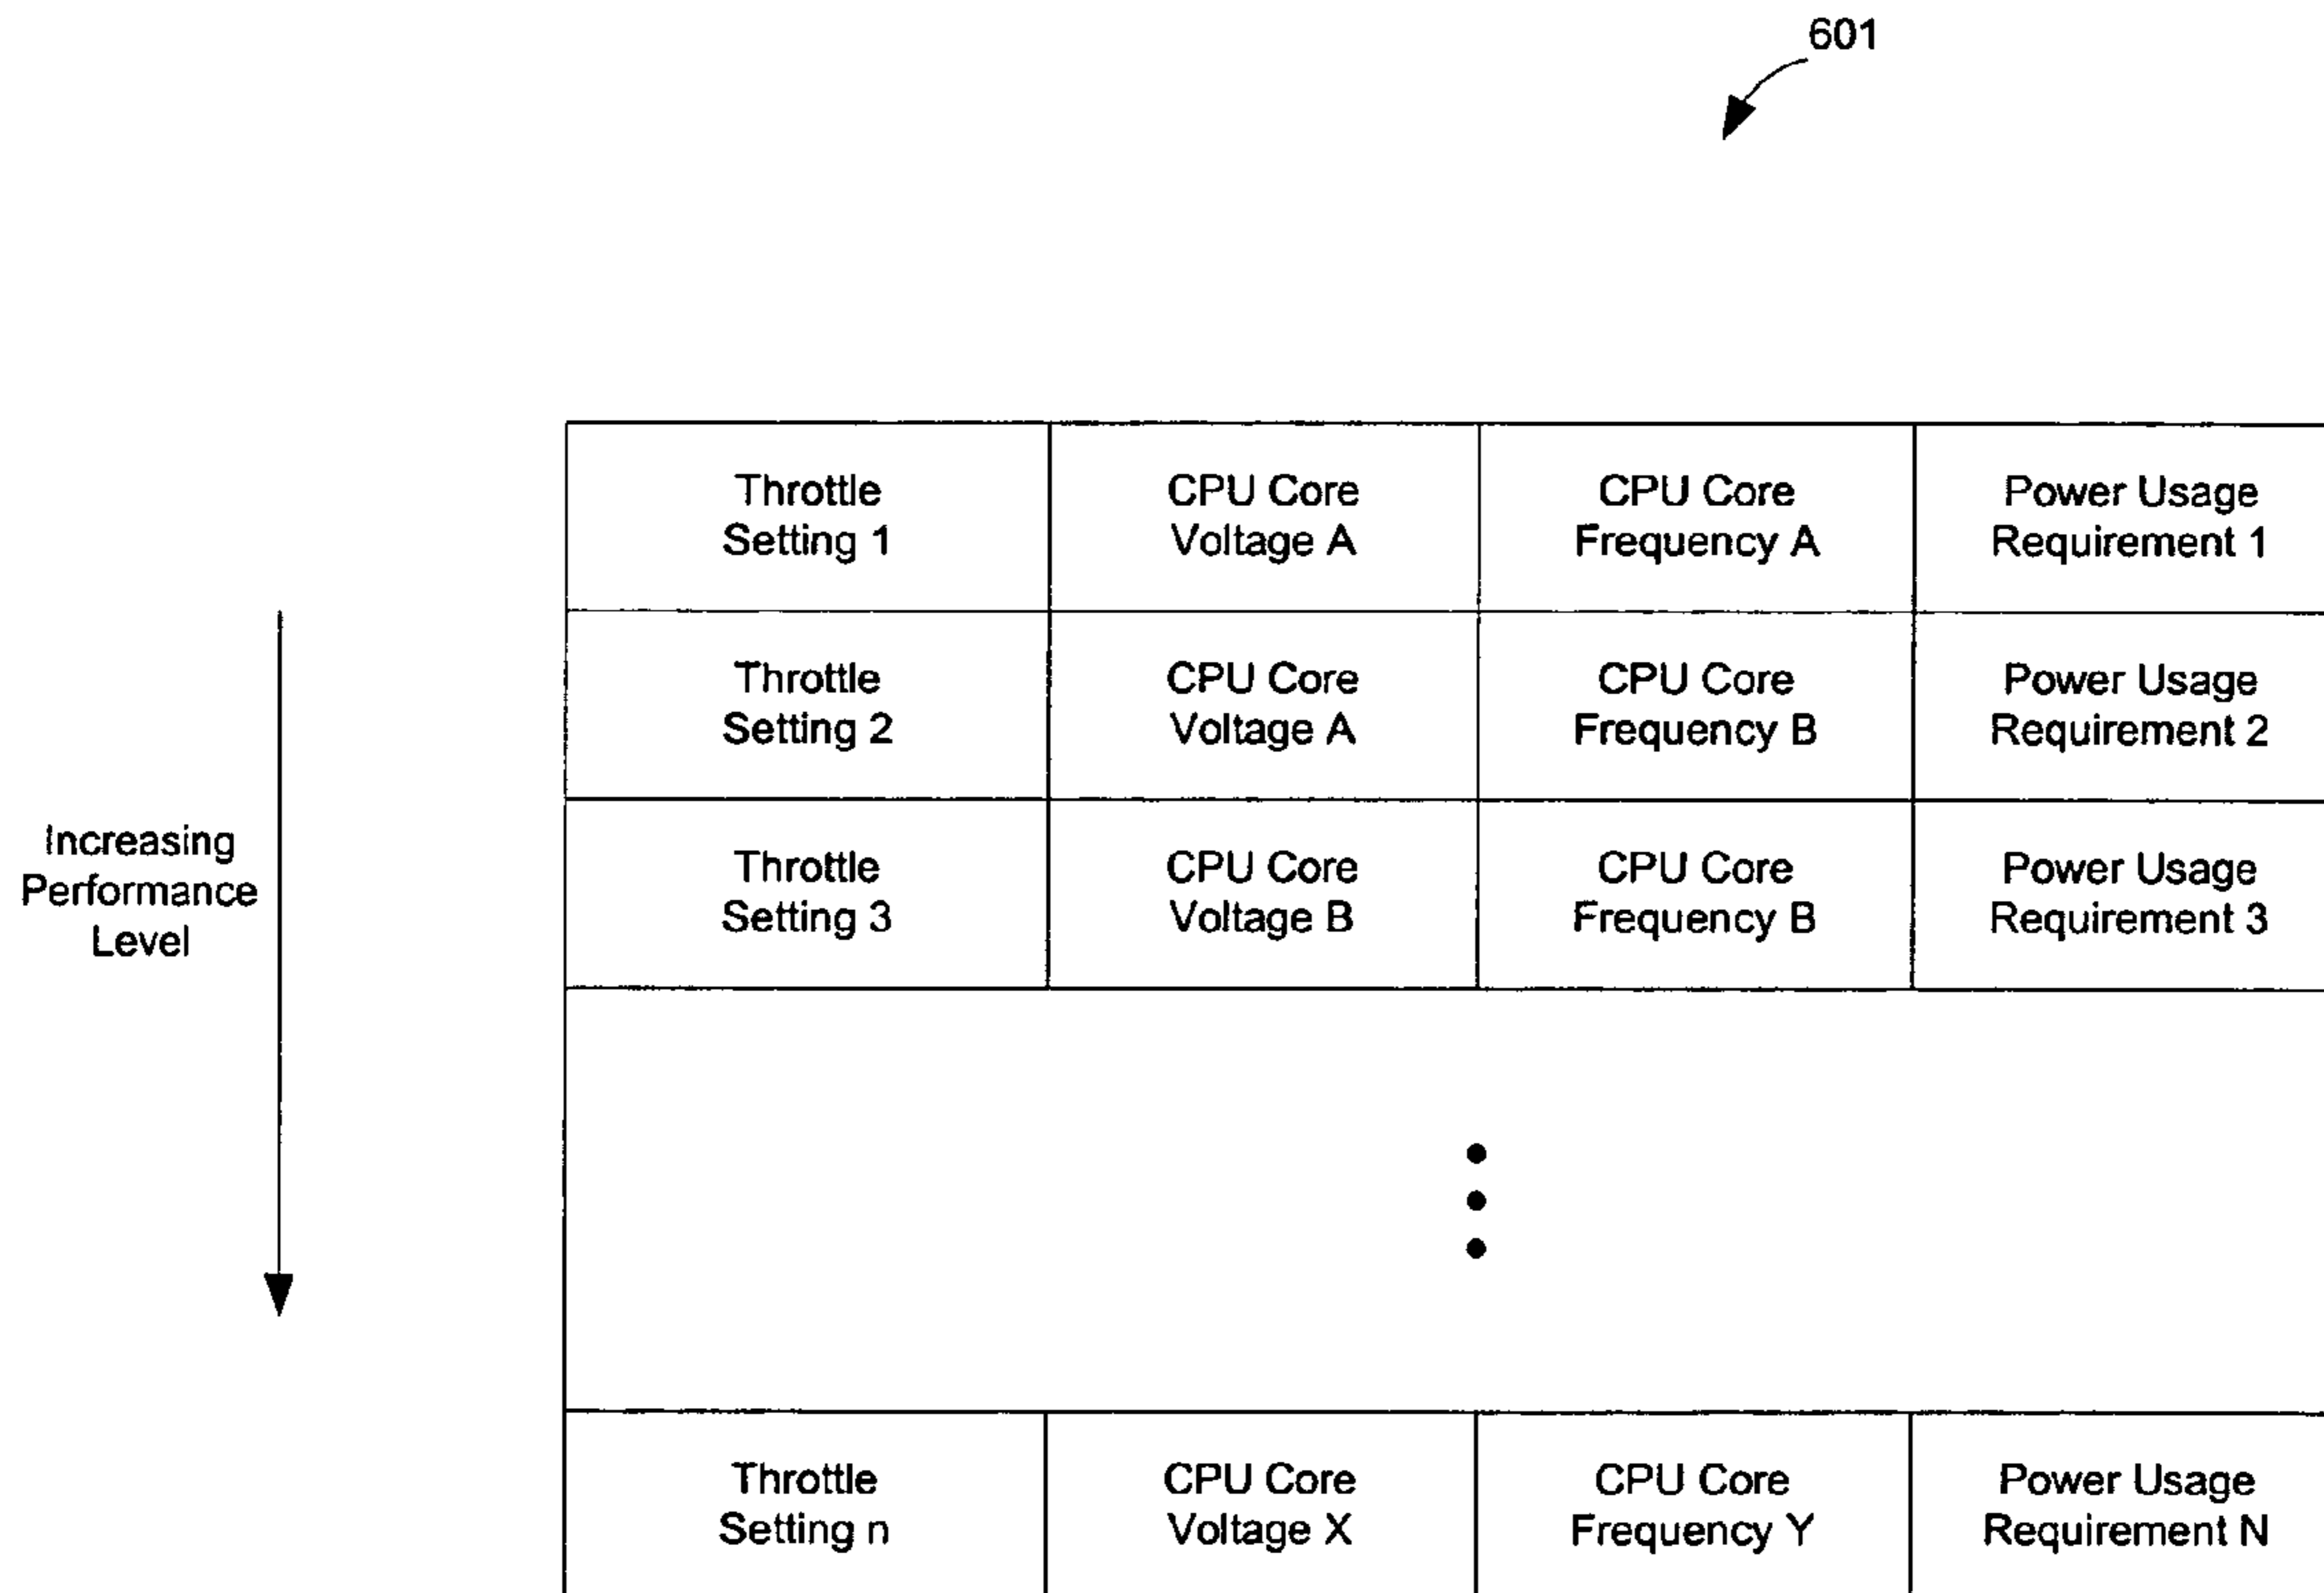 601
Throttle
Setting 1
CPU Core
Voltage A
CPU Core
Frequency A
Power Usage
Requirement 1
Throttle
Setting 2
CPU Core
Voltage A
CPU Core
Frequency B
Power Usage
Requirement 2
Increasing
Performance
Level
Throttle
Setting 3
CPU Core
Voltage B
CPU Core
Frequency B
Power Usage
Requirement 3
Throttle
Setting n
CPU Core
Voltage X
CPU Core
Frequency Y
Power Usage
Requirement N